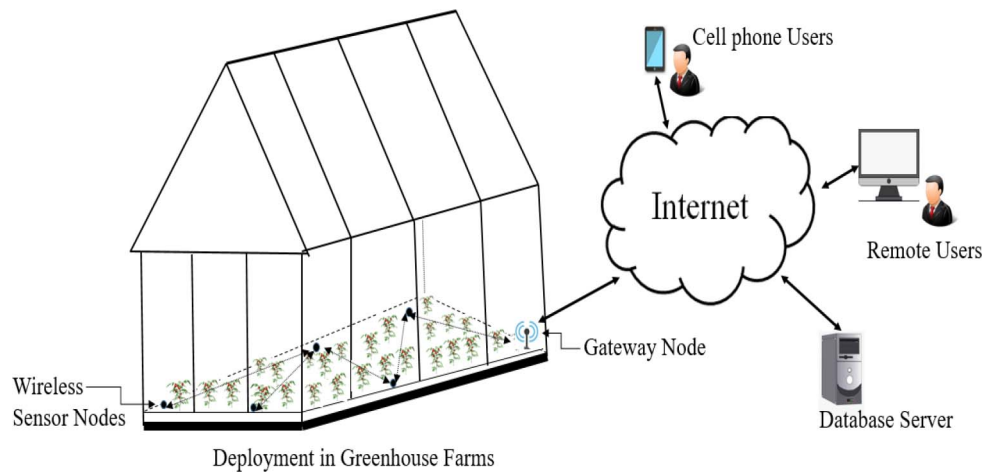 Cell phone Users
Internet
Remote Users
Gateway Node
Wireless
Sensor Nodes
Database Server
Deployment in Greenhouse Farms